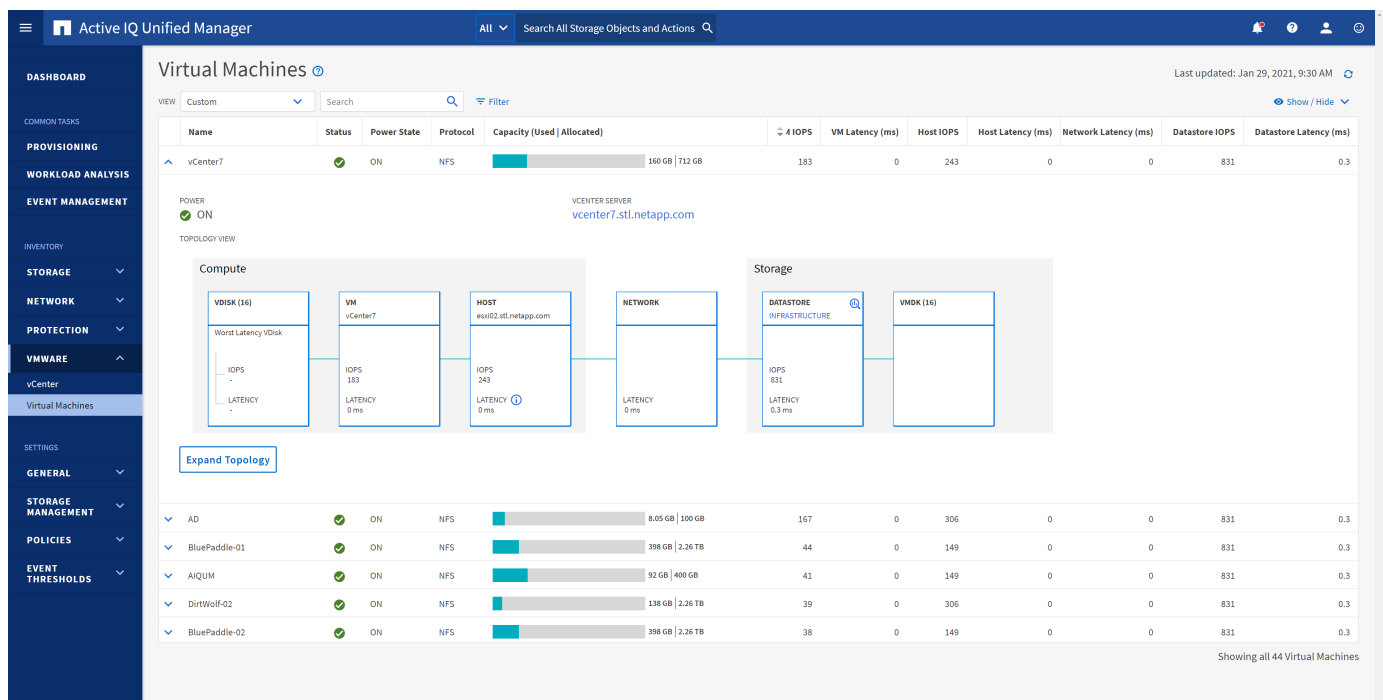 Active IQ Unified Manager
All
Search All Storage Objects and Actions
DASHBOARD
COMMON TASKS
PROVISIONING
WORKLOAD ANALYSIS
EVENT MANAGEMENT
INVENTORY
STORAGE
NETWORK
PROTECTION
VMWARE
vCenter
Virtual Machines
SETTINGS
GENERAL
STORAGE
MANAGEMENT
POLICIES
EVENT
THRESHOLDS
Virtual Machines
Last updated: Jan 29, 2021, 9:30 AM
VIEW Custom Search Filter Show / Hide
Name Status Power State Protocol Capacity (Used | Allocated) M IOPS VM Latency (ms) Host IOPS Host Latency (ms) Network Latency (ms) Datastore IOPS Datastore Latency (ms)
vCenter7 ON NFS 160 GB | 712 GB 183 0 243 0 0 831 0.3
POWER
ON
VCENTER SERVER
vcenter7.stl.netapp.com
TOPOLOGY VIEW
Compute
VDISK (16)
Worst Latency VDisk
IOPS
-
LATENCY
-
VM
vCenter7
IOPS
183
LATENCY
0 ms
HOST
esxi02.stl.netapp.com
IOPS
243
LATENCY
0 ms
NETWORK
LATENCY
0 ms
Storage
DATASTORE
INFRASTRUCTURE
IOPS
831
LATENCY
0.3 ms
VMDK (16)
Expand Topology
AD ON NFS 8.05 GB | 100 GB 167 0 306 0 0 831 0.3
BluePaddle-01 ON NFS 398 GB | 2.26 TB 44 0 149 0 0 831 0.3
AIQUM ON NFS 92 GB | 400 GB 41 0 149 0 0 831 0.3
DirtWolf-02 ON NFS 138 GB | 2.26 TB 39 0 306 0 0 831 0.3
BluePaddle-02 ON NFS 398 GB | 2.26 TB 38 0 149 0 0 831 0.3
Showing all 44 Virtual Machines